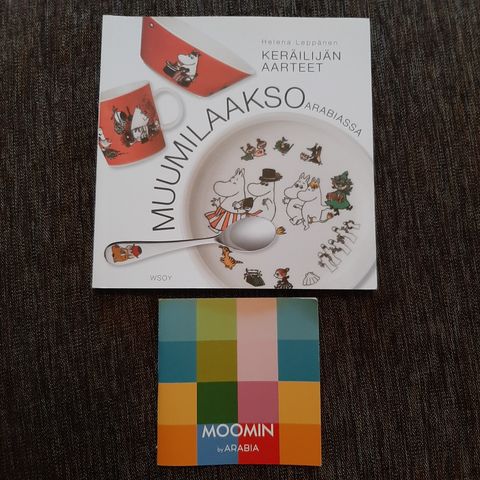 Helena Leppänen
KERÄILIJÄN
AARTEET
MUUMILAAKSO ARABIASSA
WSOY
MOOMIN
by ARABIA